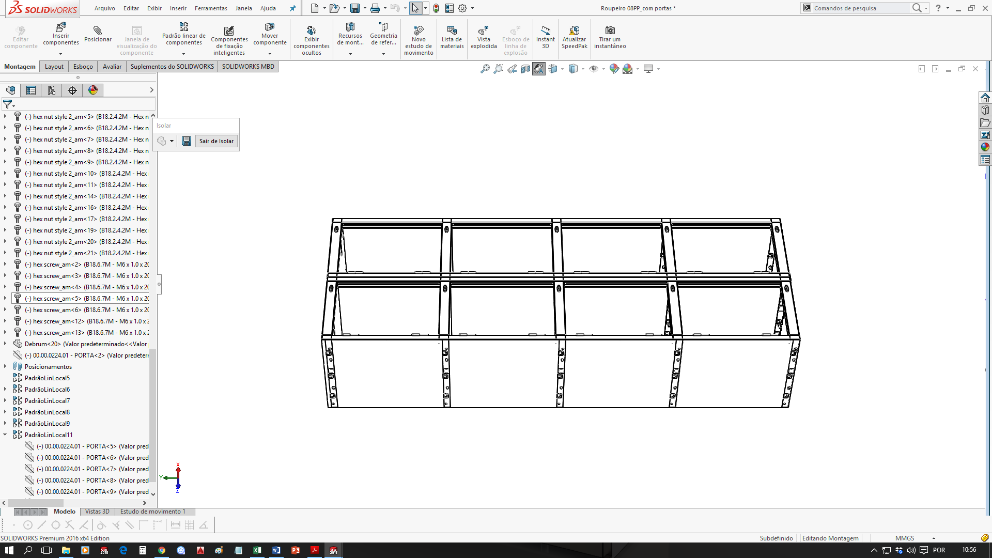 SOLIDWORKS
Arquivo Editar Exibir Inserir Ferramentas Janela Ajuda
Roupeiro 08PP_com portas *
Comandos de pesquisa
Editar componente
Inserir componentes
Posicionar
Janela de visualização do componente
Padrão linear de componentes
Componentes de fixação inteligentes
Mover componente
Exibir componentes ocultos
Recursos de mont...
Geometria de refer...
Novo estudo de movimento
Lista de materiais
Vista explodida
Esboço de linha de explosão
Instant 3D
Atualizar SpeedPak
Tirar um instantâneo
Montagem Layout Esboço Avaliar Suplementos do SOLIDWORKS SOLIDWORKS MBD
Isolar
Sair de Isolar
(-) hex nut style 2_am<5> (B18.2.4.2M - Hex n
(-) hex nut style 2_am<6> (B18.2.4.2M - Hex n
(-) hex nut style 2_am<7> (B18.2.4.2M - Hex n
(-) hex nut style 2_am<8> (B18.2.4.2M - Hex n
(-) hex nut style 2_am<9> (B18.2.4.2M - Hex n
(-) hex nut style 2_am<10> (B18.2.4.2M - Hex
(-) hex nut style 2_am<11> (B18.2.4.2M - Hex
(-) hex nut style 2_am<14> (B18.2.4.2M - Hex
(-) hex nut style 2_am<16> (B18.2.4.2M - Hex
(-) hex nut style 2_am<17> (B18.2.4.2M - Hex
(-) hex nut style 2_am<19> (B18.2.4.2M - Hex
(-) hex nut style 2_am<20> (B18.2.4.2M - Hex
(-) hex nut style 2_am<21> (B18.2.4.2M - Hex
(-) hex screw_am<2> (B18.6.7M - M6 x 1.0 x 20
(-) hex screw_am<3> (B18.6.7M - M6 x 1.0 x 20
(-) hex screw_am<4> (B18.6.7M - M6 x 1.0 x 20
(-) hex screw_am<5> (B18.6.7M - M6 x 1.0 x 20
(-) hex screw_am<6> (B18.6.7M - M6 x 1.0 x 20
(-) hex screw_am<12> (B18.6.7M - M6 x 1.0 x 2
(-) hex screw_am<13> (B18.6.7M - M6 x 1.0 x 2
Debrum<20> (Valor predeterminado<<Valor
(-) 00.00.0224.01 - PORTA<2> (Valor predeter
Posicionamentos
PadrãoLinLocal5
PadrãoLinLocal6
PadrãoLinLocal7
PadrãoLinLocal8
PadrãoLinLocal9
PadrãoLinLocal11
(-) 00.00.0224.01 - PORTA<5> (Valor pred
(-) 00.00.0224.01 - PORTA<6> (Valor pred
(-) 00.00.0224.01 - PORTA<7> (Valor pred
(-) 00.00.0224.01 - PORTA<8> (Valor pred
(-) 00.00.0224.01 - PORTA<9> (Valor pred
Modelo Vistas 3D Estudo de movimento 1
SOLIDWORKS Premium 2016 x64 Edition
Subdefinido Editando Montagem MMGS
POR 10:56